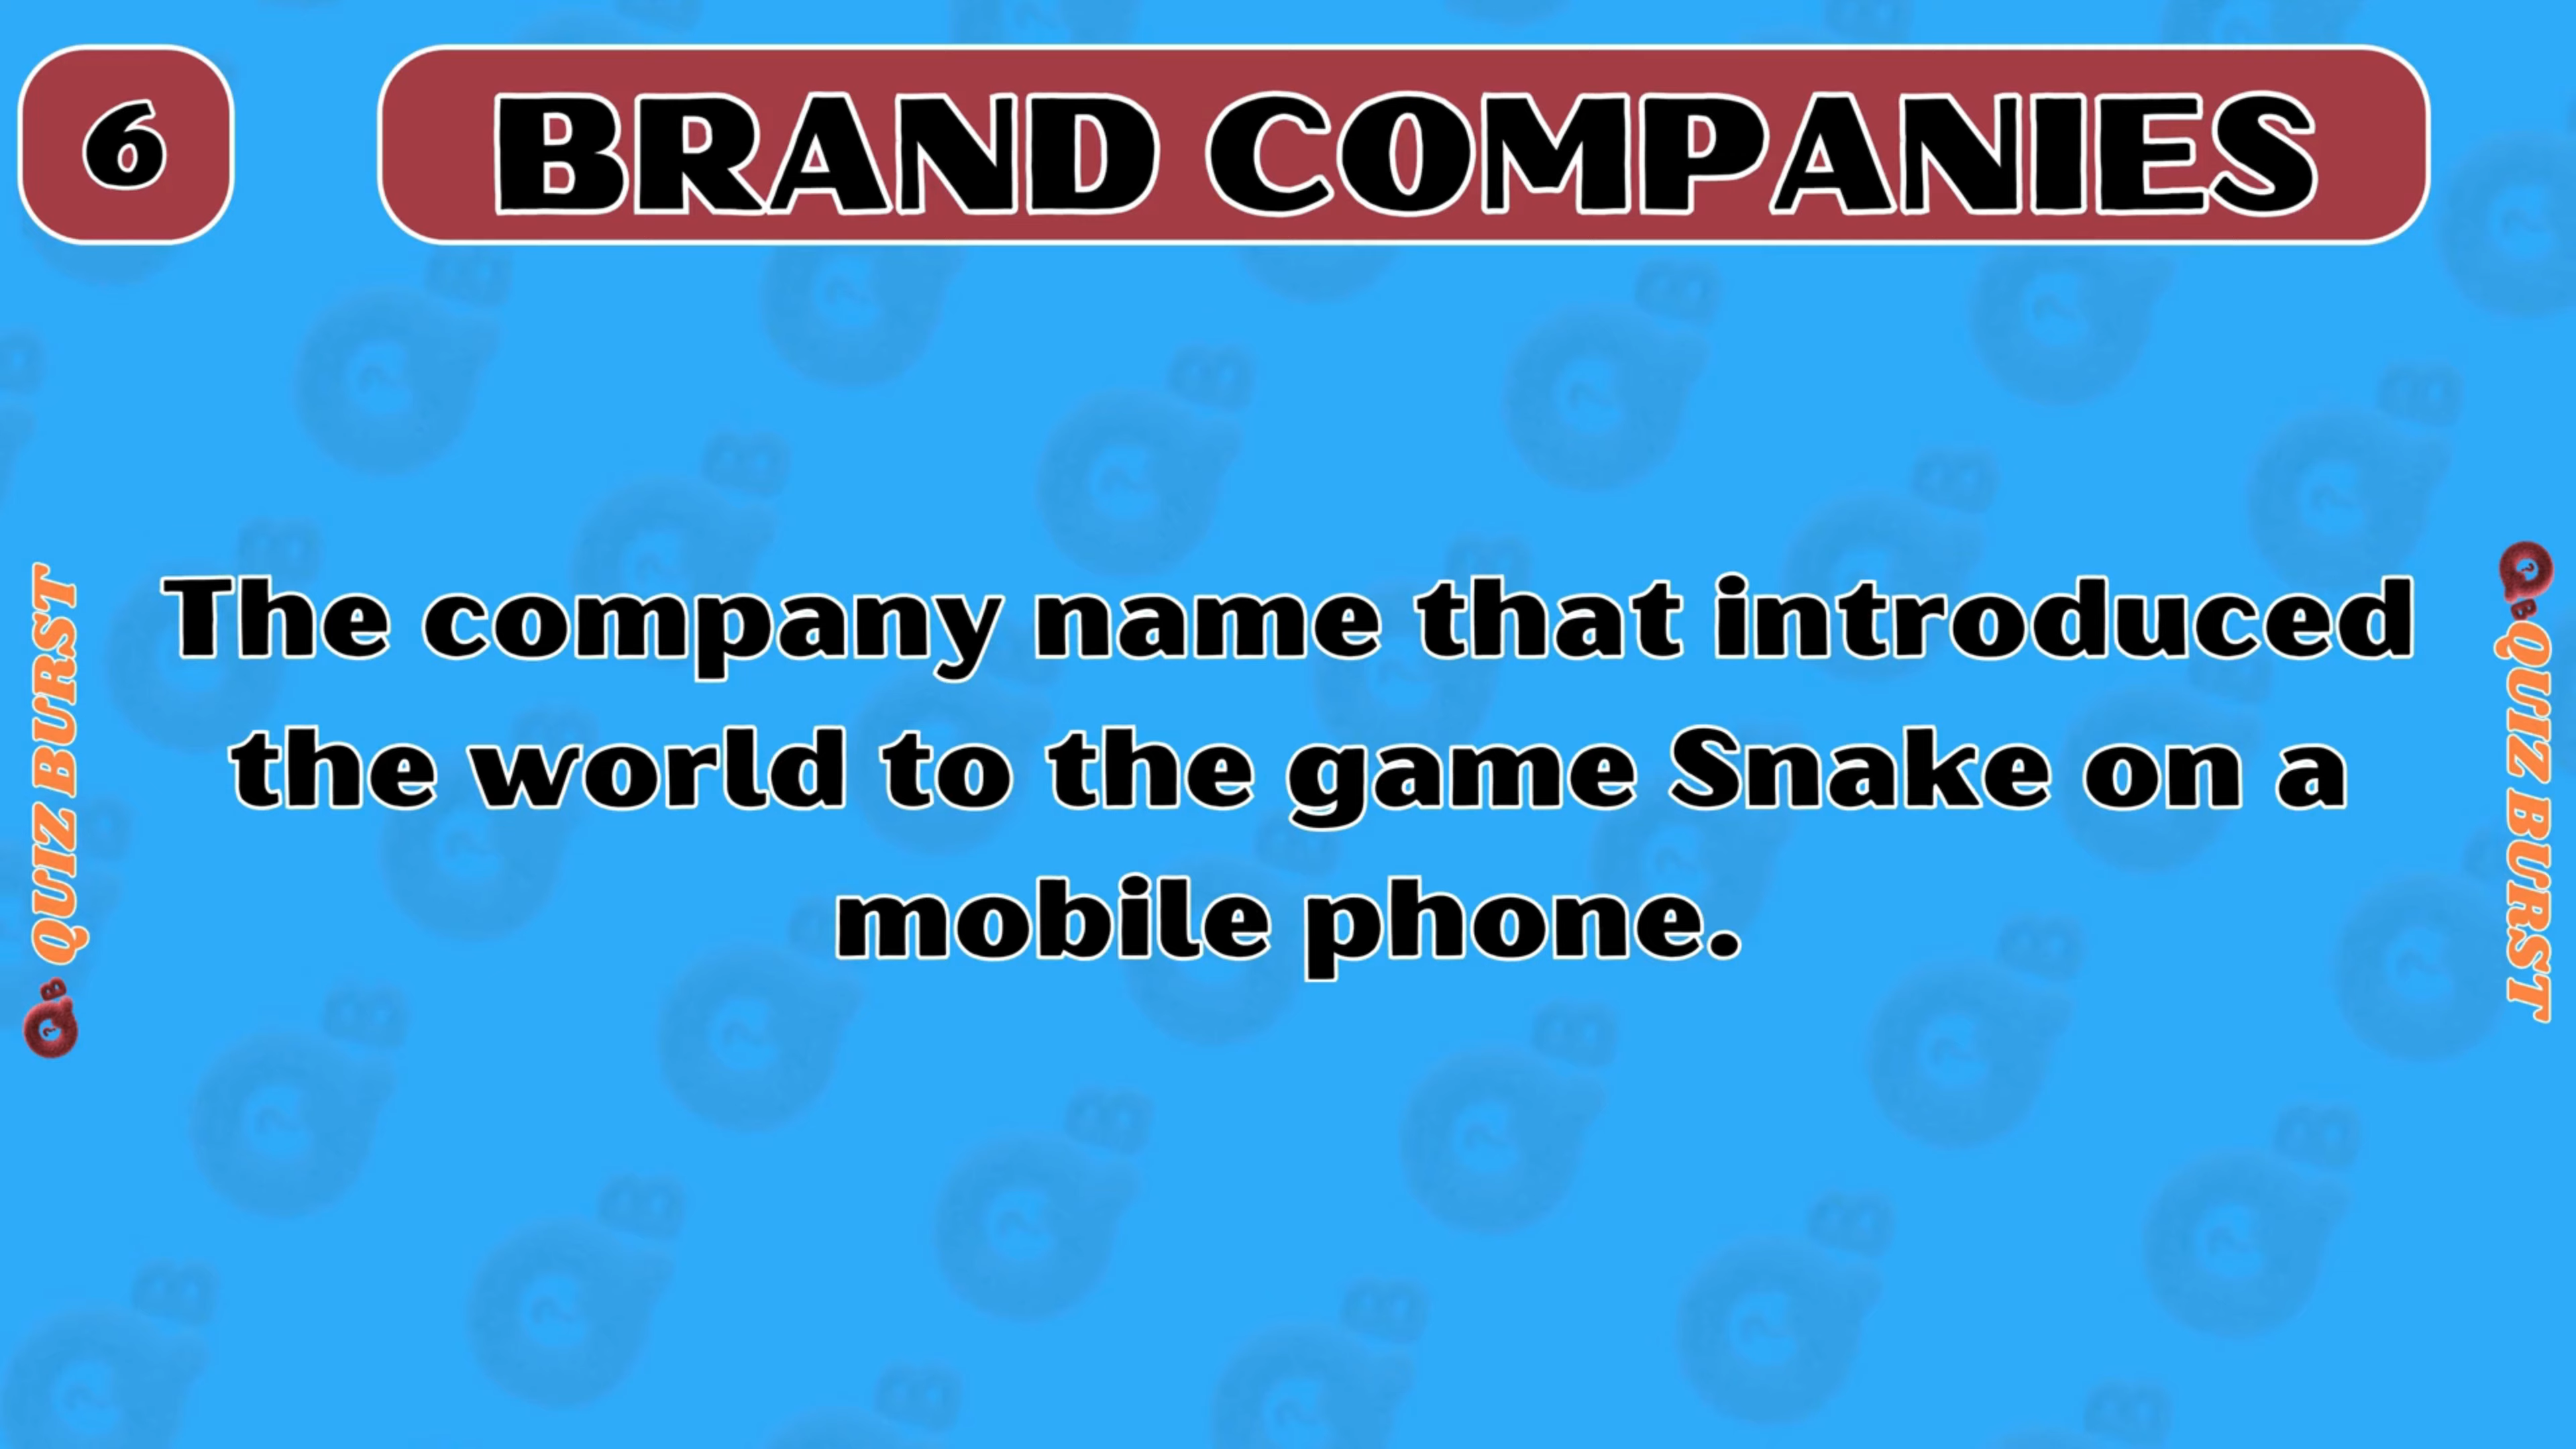 6
BRAND COMPANIES
The company name that introduced
the world to the game Snake on a
mobile phone.
QUIZ BURST
QUIZ BURST